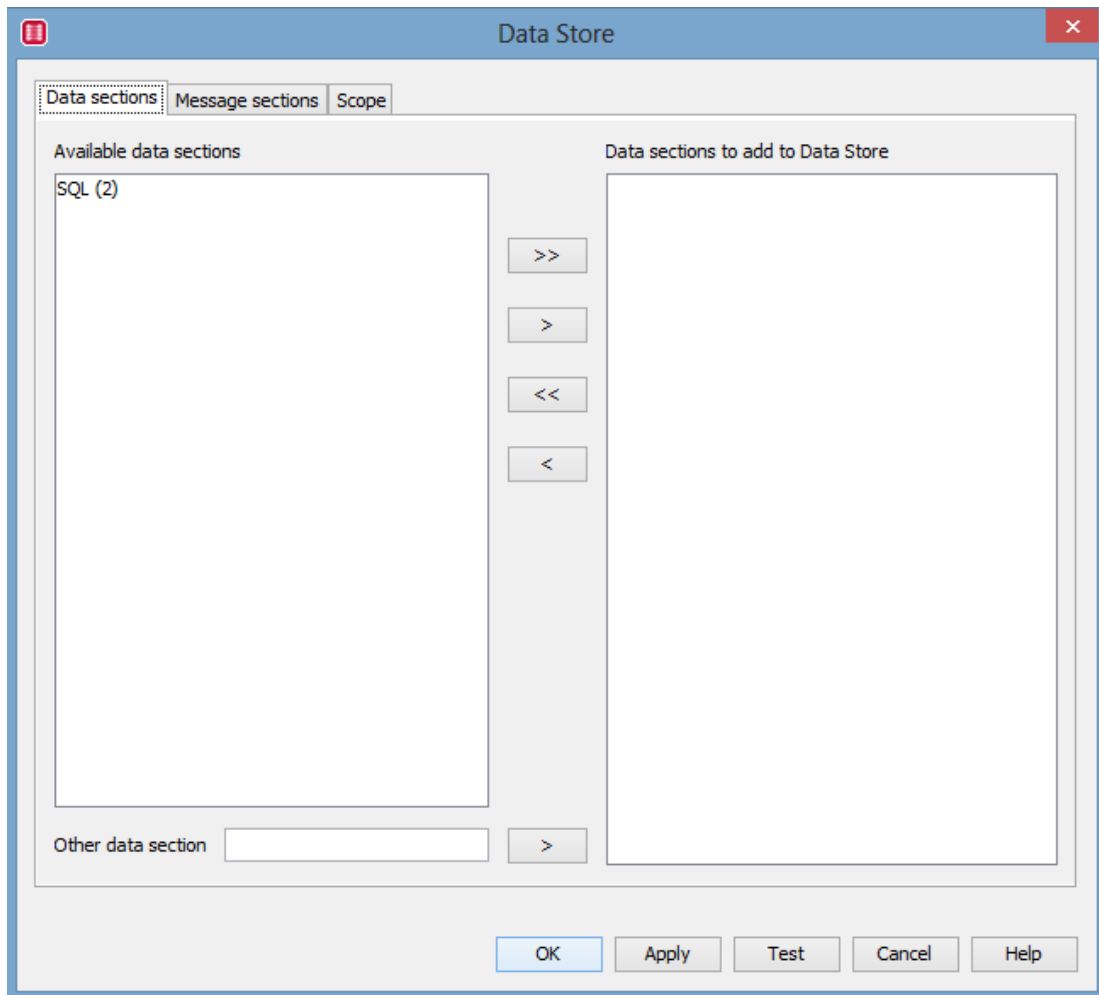 Data Store
×
Data sections Message sections Scope
Available data sections
Data sections to add to Data Store
SQL (2)
>>
>
<<
<
Other data section
>
OK Apply Test Cancel Help